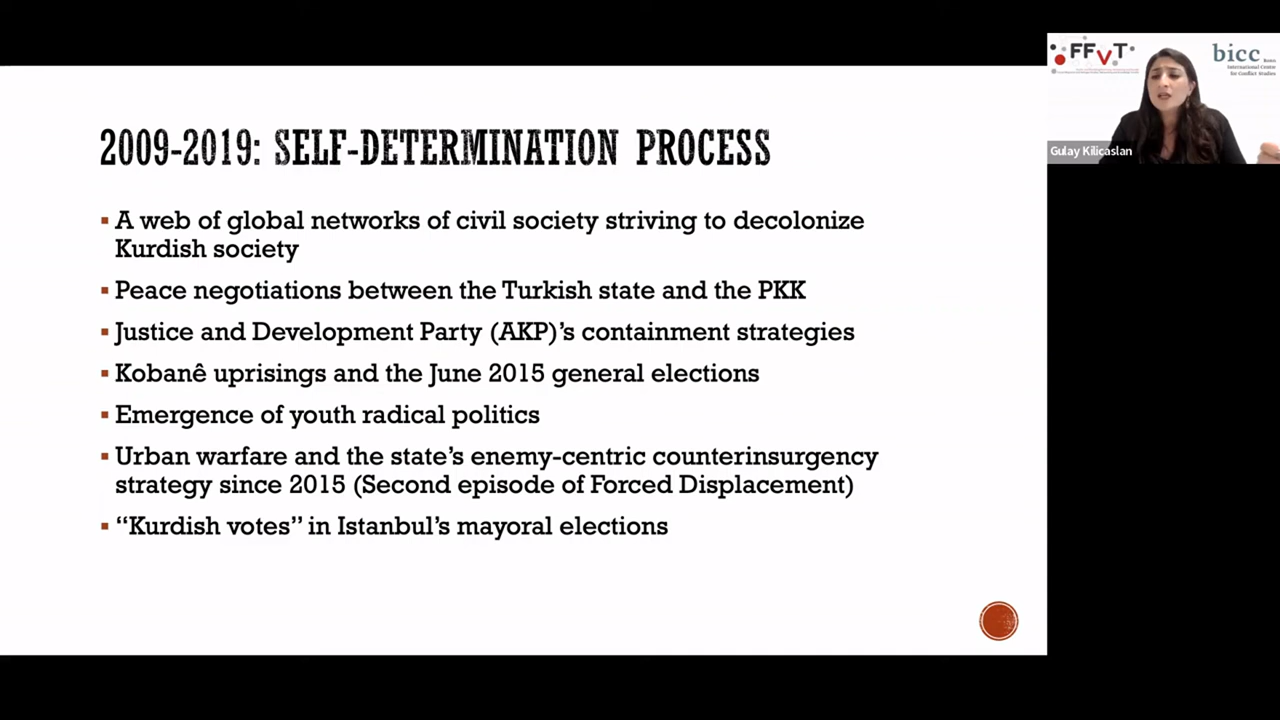 2009-2019: SELF-DETERMINATION PROCESS
▪ A web of global networks of civil society striving to decolonize
Kurdish society
▪ Peace negotiations between the Turkish state and the PKK
▪ Justice and Development Party (AKP)’s containment strategies
▪ Kobanê uprisings and the June 2015 general elections
▪ Emergence of youth radical politics
▪ Urban warfare and the state’s enemy-centric counterinsurgency
strategy since 2015 (Second episode of Forced Displacement)
▪ “Kurdish votes” in Istanbul’s mayoral elections
FFVT
bicc Bonn
International Centre
for Conflict Studies
Gulay Kilicaslan